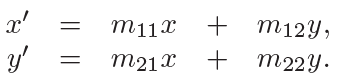 x′ = m₁₁x + m₁₂y,
y′ = m₂₁x + m₂₂y.